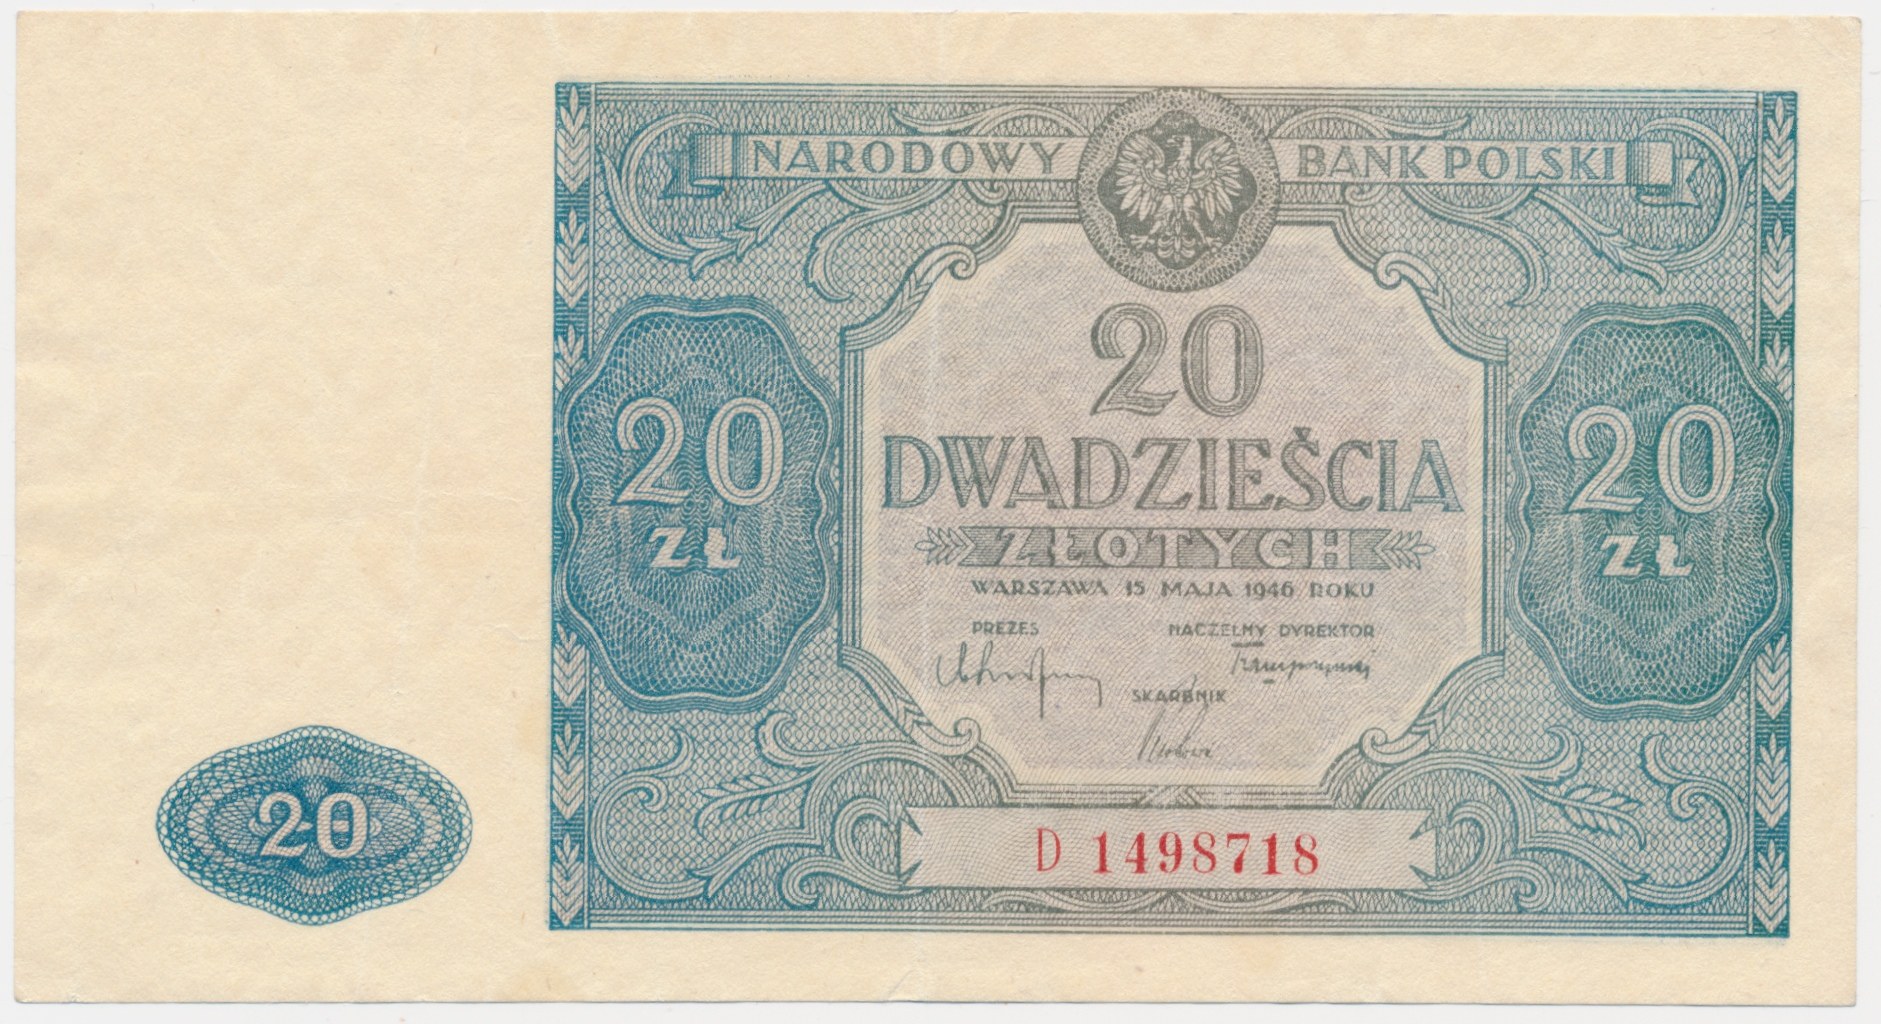 NARODOWY BANK POLSKI
20
DWADZIEŚCIA
ZŁOTYCH
WARSZAWA 15 MAJA 1946 ROKU
PREZES NACZELNY DYREKTOR
SKARBNIK
20 ZŁ
20 ZŁ
20
D 1498718